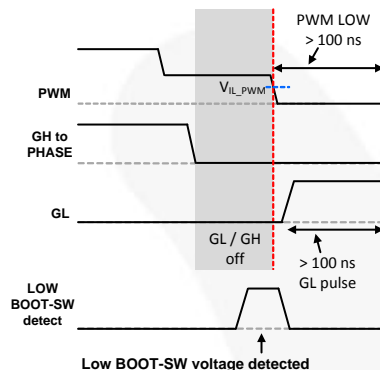 PWM LOW
> 100 ns
V_IL_PWM
PWM
GH to
PHASE
GL
GL / GH
off
> 100 ns
GL pulse
LOW
BOOT-SW
detect
Low BOOT-SW voltage detected